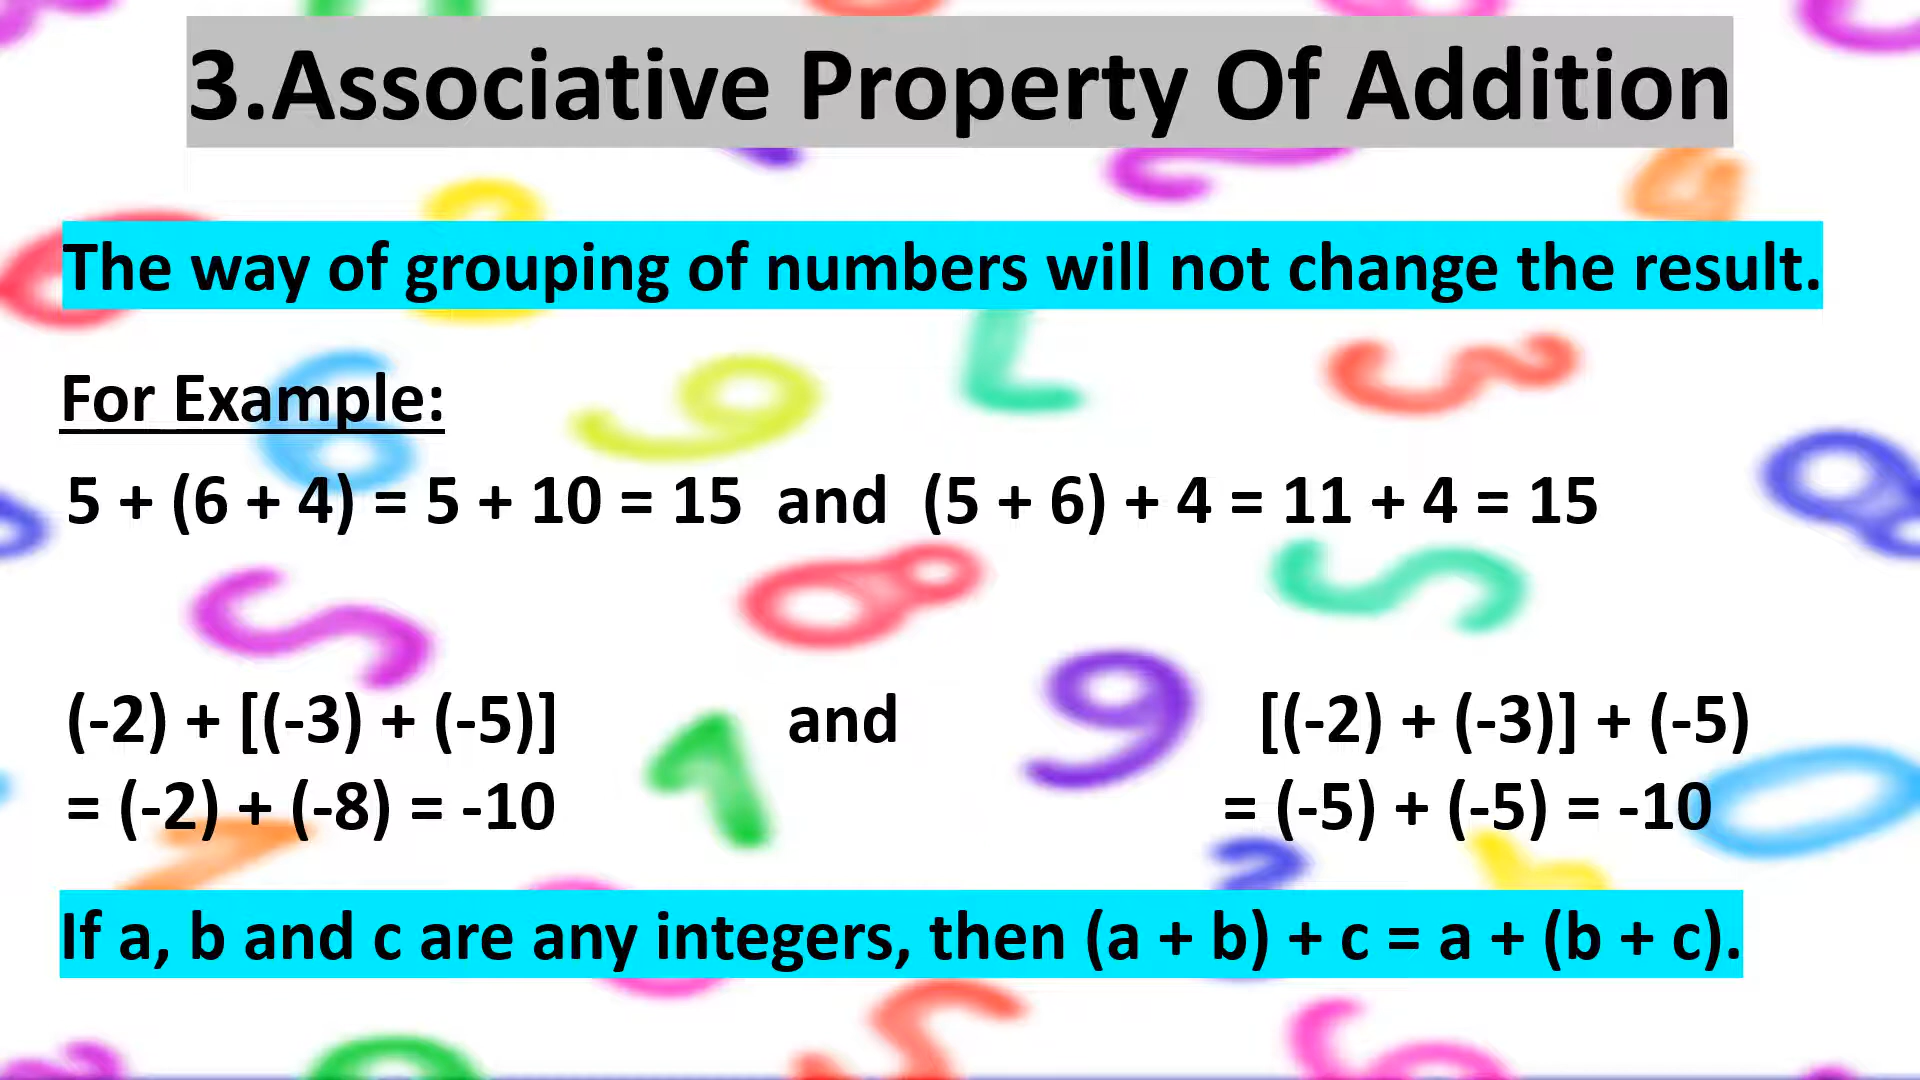 3.Associative Property Of Addition
The way of grouping of numbers will not change the result.
For Example:
5 + (6 + 4) = 5 + 10 = 15 and (5 + 6) + 4 = 11 + 4 = 15
(-2) + [(-3) + (-5)] and [(-2) + (-3)] + (-5)
= (-2) + (-8) = -10 = (-5) + (-5) = -10
If a, b and c are any integers, then (a + b) + c = a + (b + c).